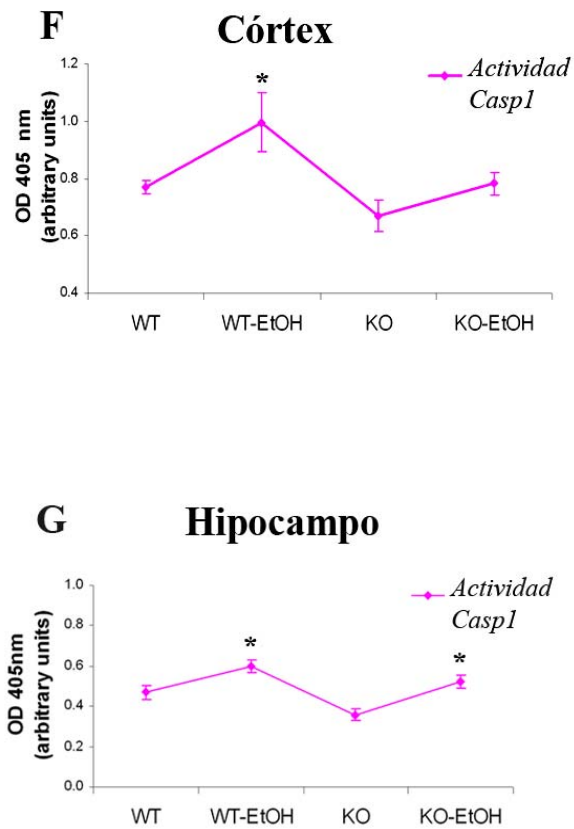 F
Córtex
Actividad
Casp1
OD 405 nm
(arbitrary units)
1.2
1.0
0.8
0.6
0.4
*
WT
WT-EtOH
KO
KO-EtOH
G
Hipocampo
Actividad
Casp1
OD 405nm
(arbitrary units)
1.0
0.8
0.6
0.4
0.2
0.0
*
*
WT
WT-EtOH
KO
KO-EtOH